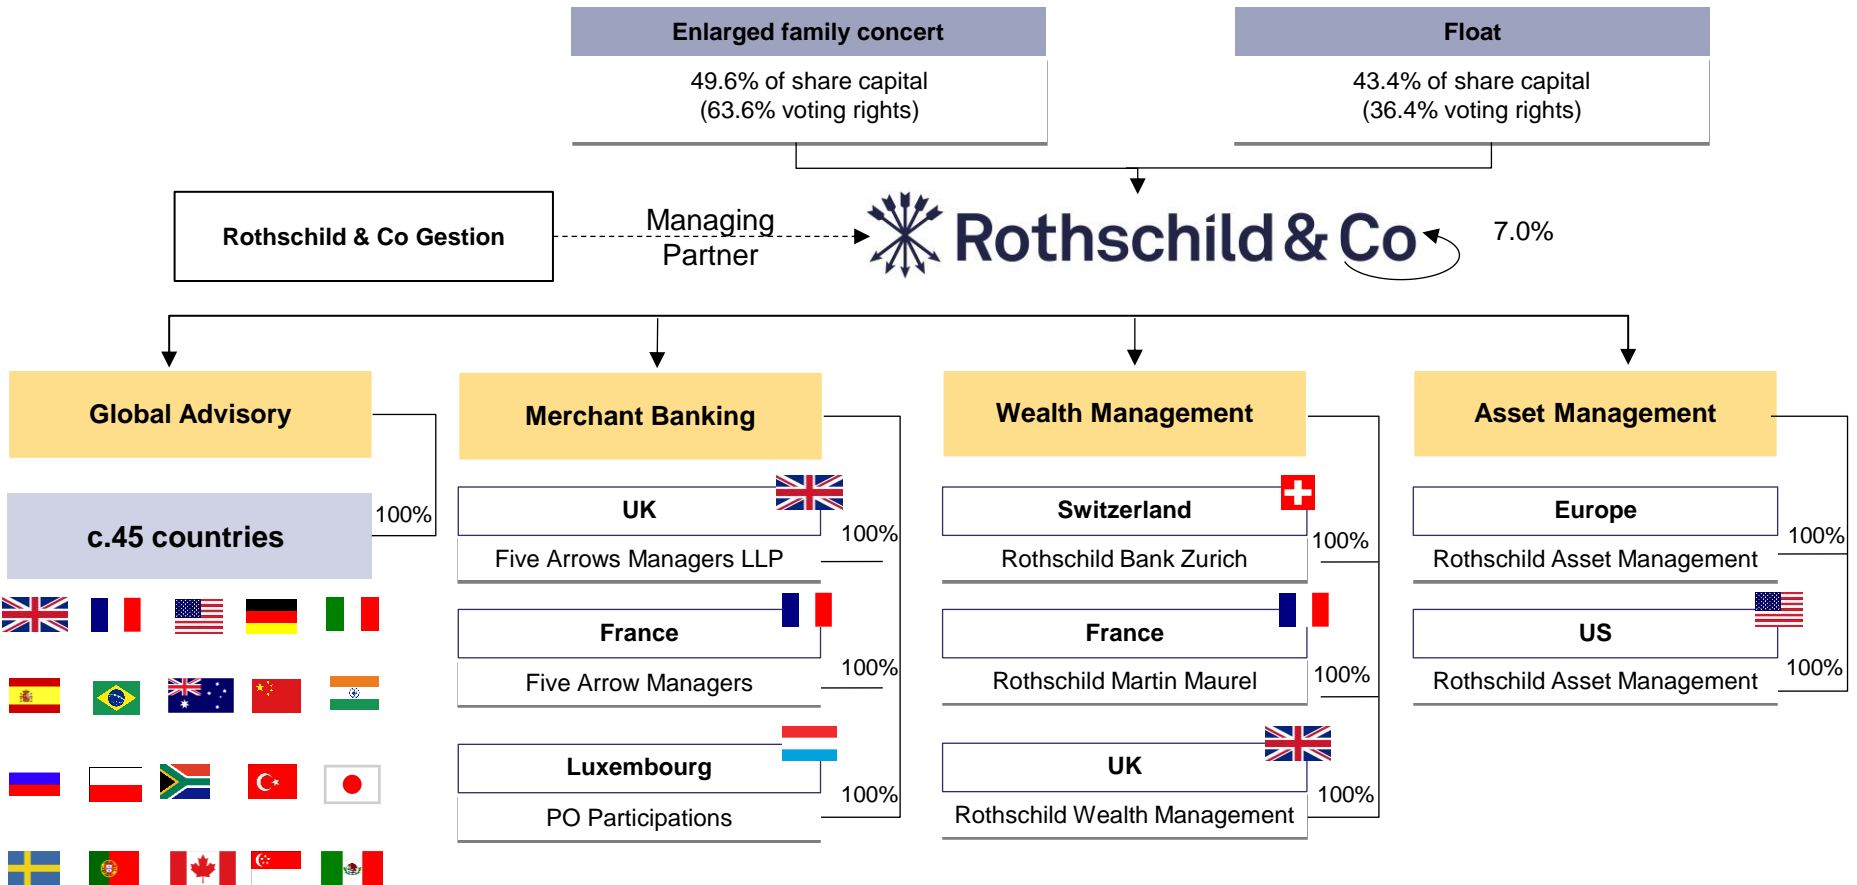 Enlarged family concert
49.6% of share capital
(63.6% voting rights)
Float
43.4% of share capital
(36.4% voting rights)
Rothschild & Co Gestion
Managing
Partner
Rothschild & Co
7.0%
Global Advisory
100%
c.45 countries
Merchant Banking
UK
100%
Five Arrows Managers LLP
France
100%
Five Arrow Managers
Luxembourg
100%
PO Participations
Wealth Management
Switzerland
100%
Rothschild Bank Zurich
France
100%
Rothschild Martin Maurel
UK
100%
Rothschild Wealth Management
Asset Management
Europe
100%
Rothschild Asset Management
US
100%
Rothschild Asset Management